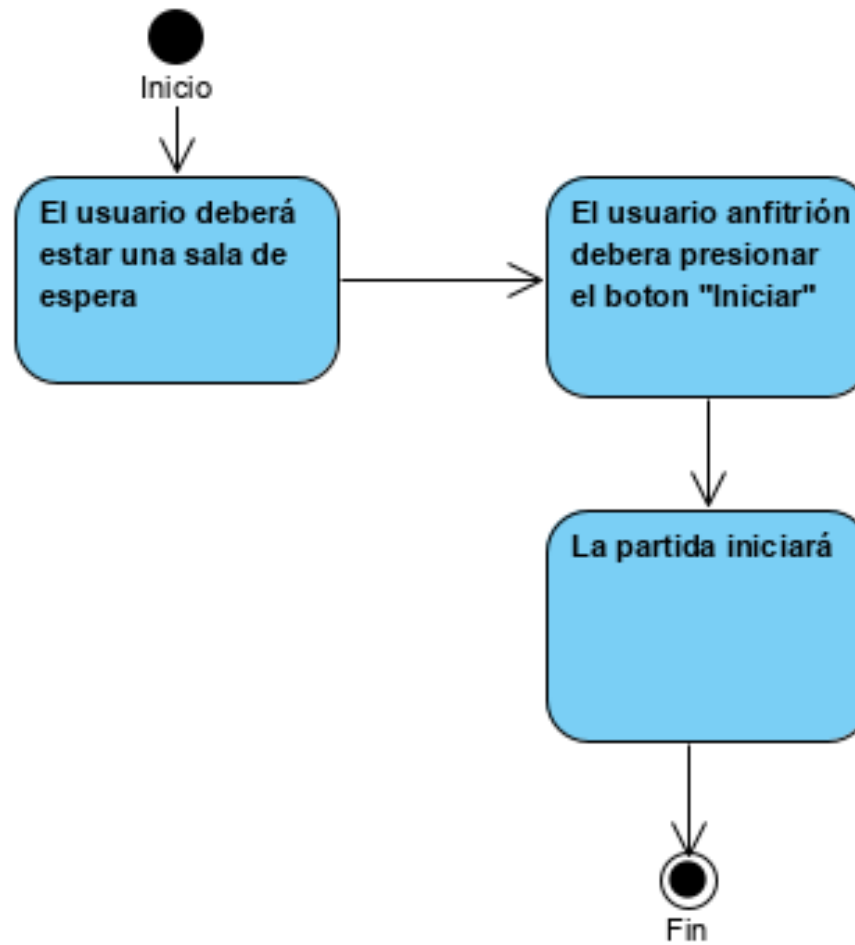 Inicio
El usuario deberá
estar una sala de
espera
El usuario anfitrión
debera presionar
el boton "Iniciar"
La partida iniciará
Fin